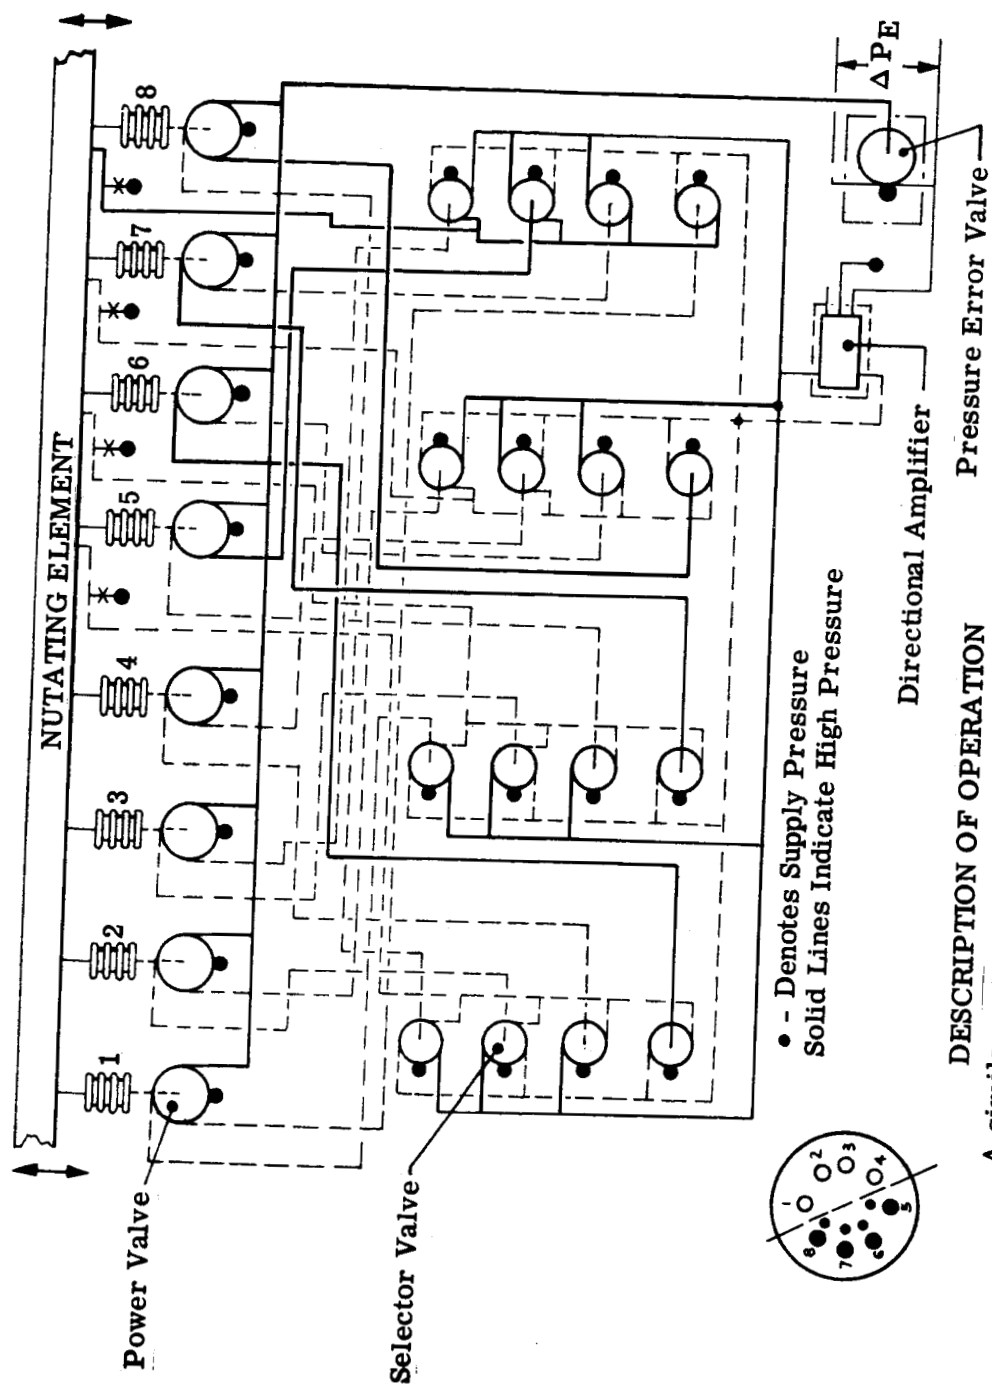 NUTATING ELEMENT
1
2
3
4
5
6
7
8
Power Valve
Selector Valve
Δ PE
Pressure Error Valve
Directional Amplifier
● - Denotes Supply Pressure
Solid Lines Indicate High Pressure
1
2
3
4
5
6
7
8
DESCRIPTION OF OPERATION